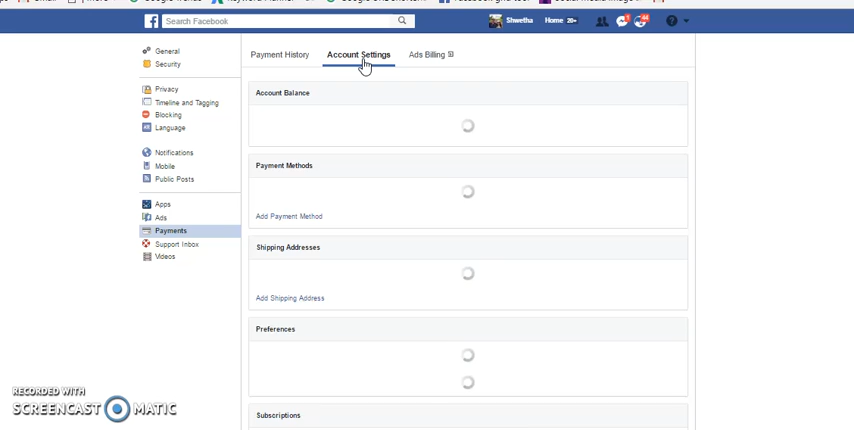 Search Facebook
Shwetha Home 20+
44
General
Security
Privacy
Timeline and Tagging
Blocking
Language
Notifications
Mobile
Public Posts
Apps
Ads
Payments
Support Inbox
Videos
Payment History Account Settings Ads Billing
Account Balance
Payment Methods
Add Payment Method
Shipping Addresses
Add Shipping Address
Preferences
Subscriptions
RECORDED WITH
SCREENCAST MATIC